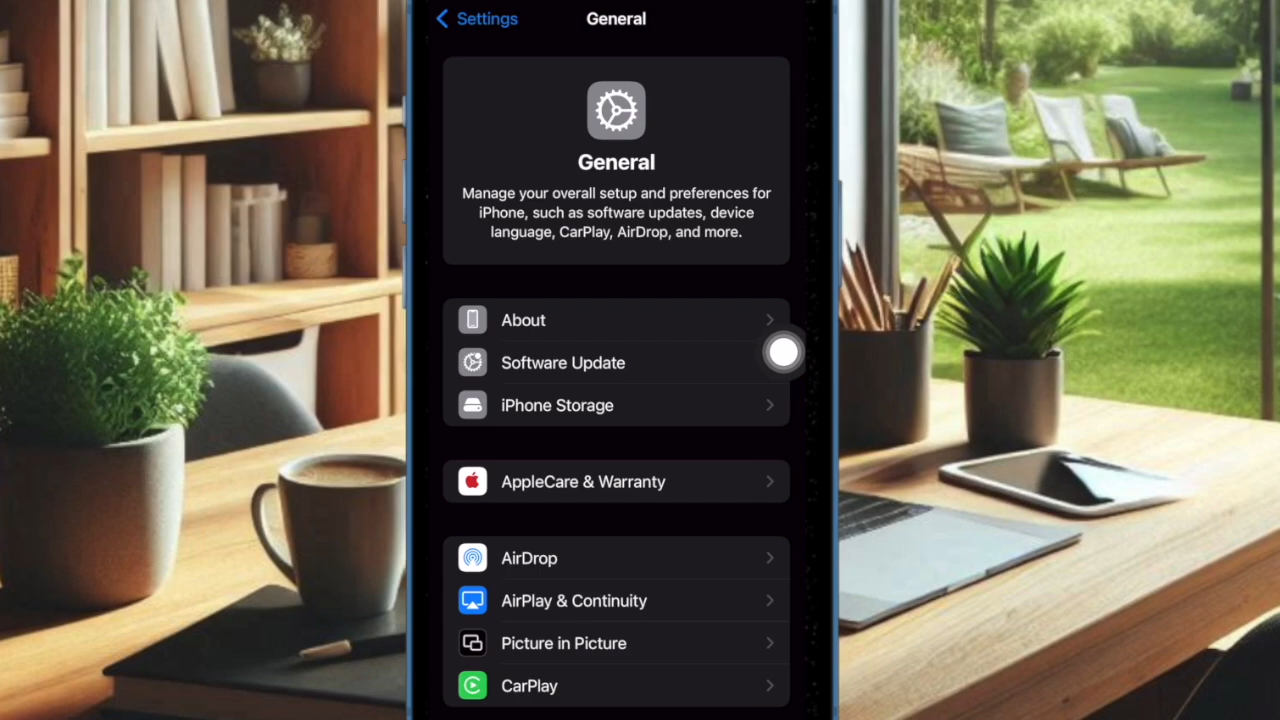 Settings
General
General
Manage your overall setup and preferences for
iPhone, such as software updates, device
language, CarPlay, AirDrop, and more.
About
Software Update
iPhone Storage
AppleCare & Warranty
AirDrop
AirPlay & Continuity
Picture in Picture
CarPlay